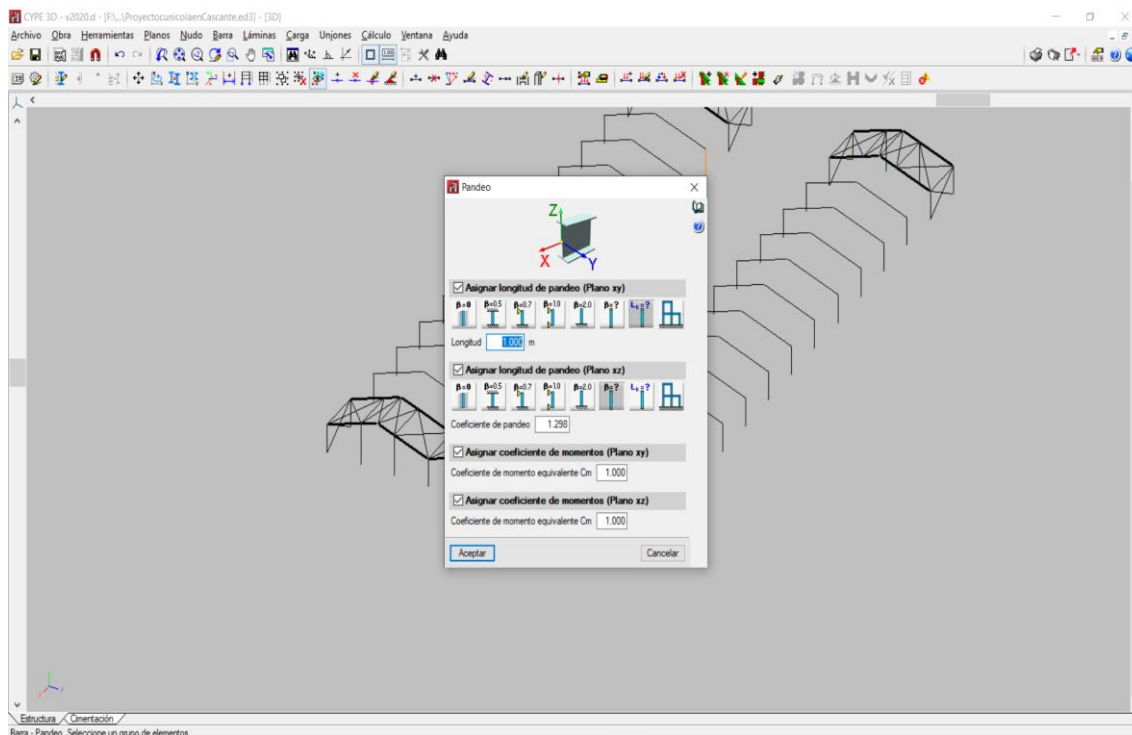 CYPE 3D - v2020.d - [F:\...\ProyectocunicolaenCascante.ed3] - [3D]
Archivo Obra Herramientas Planos Nudo Barra Láminas Carga Uniones Cálculo Ventana Ayuda
Pandeo
Z
X
Y
Asignar longitud de pandeo (Plano xy)
β=0 β=0.5 β=0.7 β=1.0 β=2.0 β=? Lk=?
Longitud 1.000 m
Asignar longitud de pandeo (Plano xz)
β=0 β=0.5 β=0.7 β=1.0 β=2.0 β=? Lk=?
Coeficiente de pandeo 1.298
Asignar coeficiente de momentos (Plano xy)
Coeficiente de momento equivalente Cm 1.000
Asignar coeficiente de momentos (Plano xz)
Coeficiente de momento equivalente Cm 1.000
Aceptar Cancelar
Estructura Cimentación
Barra - Pandeo Seleccione un grupo de elementos